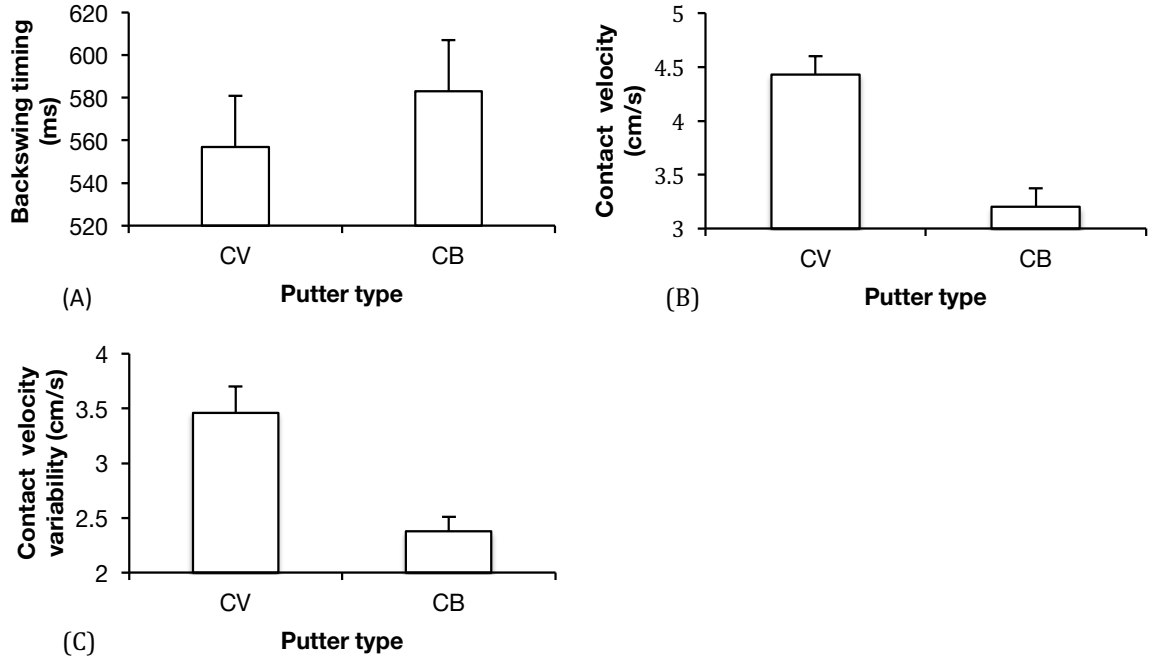 620
600
580
560
540
520
Backswing timing
(ms)
CV CB
(A)
Putter type
5
4.5
4
3.5
3
Contact velocity
(cm/s)
CV CB
(B)
Putter type
4
3.5
3
2.5
2
Contact velocity
variability (cm/s)
CV CB
(C)
Putter type